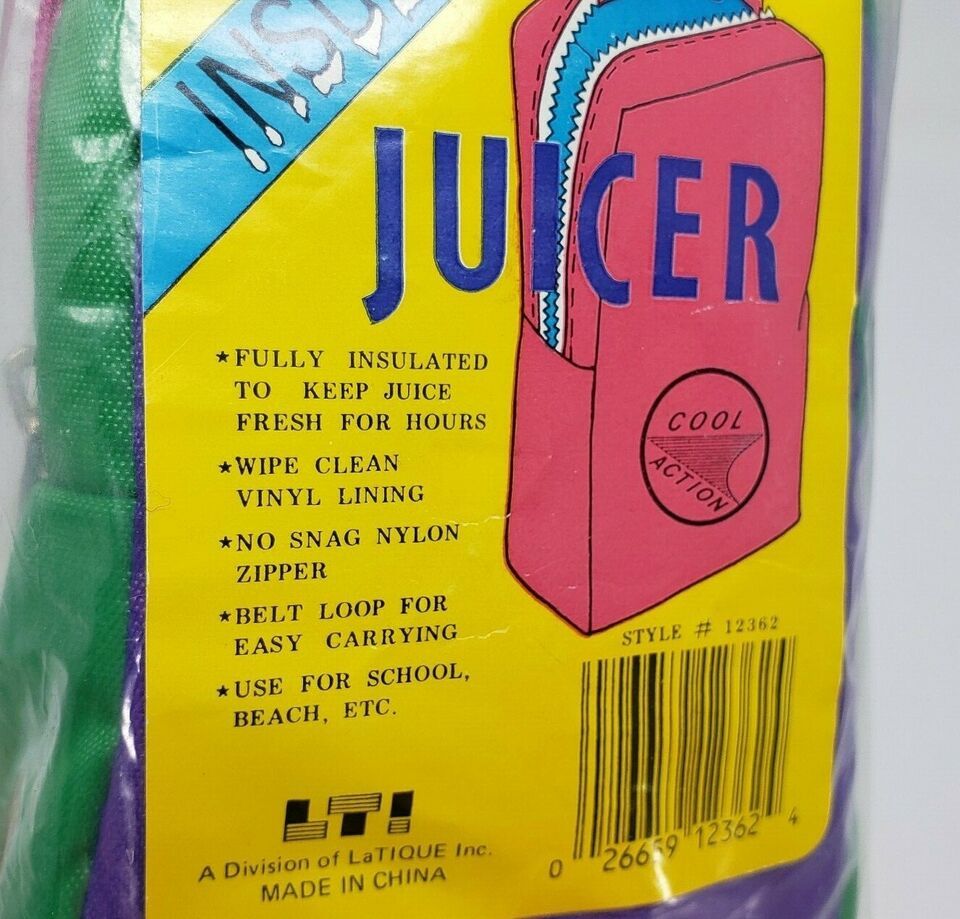 JUICER
COOL
ACTION
★FULLY INSULATED
TO KEEP JUICE
FRESH FOR HOURS
★WIPE CLEAN
VINYL LINING
★NO SNAG NYLON
ZIPPER
★BELT LOOP FOR
EASY CARRYING
★USE FOR SCHOOL,
BEACH, ETC.
STYLE # 12362
0 26659 12362 4
LTI
A Division of LaTIQUE Inc.
MADE IN CHINA